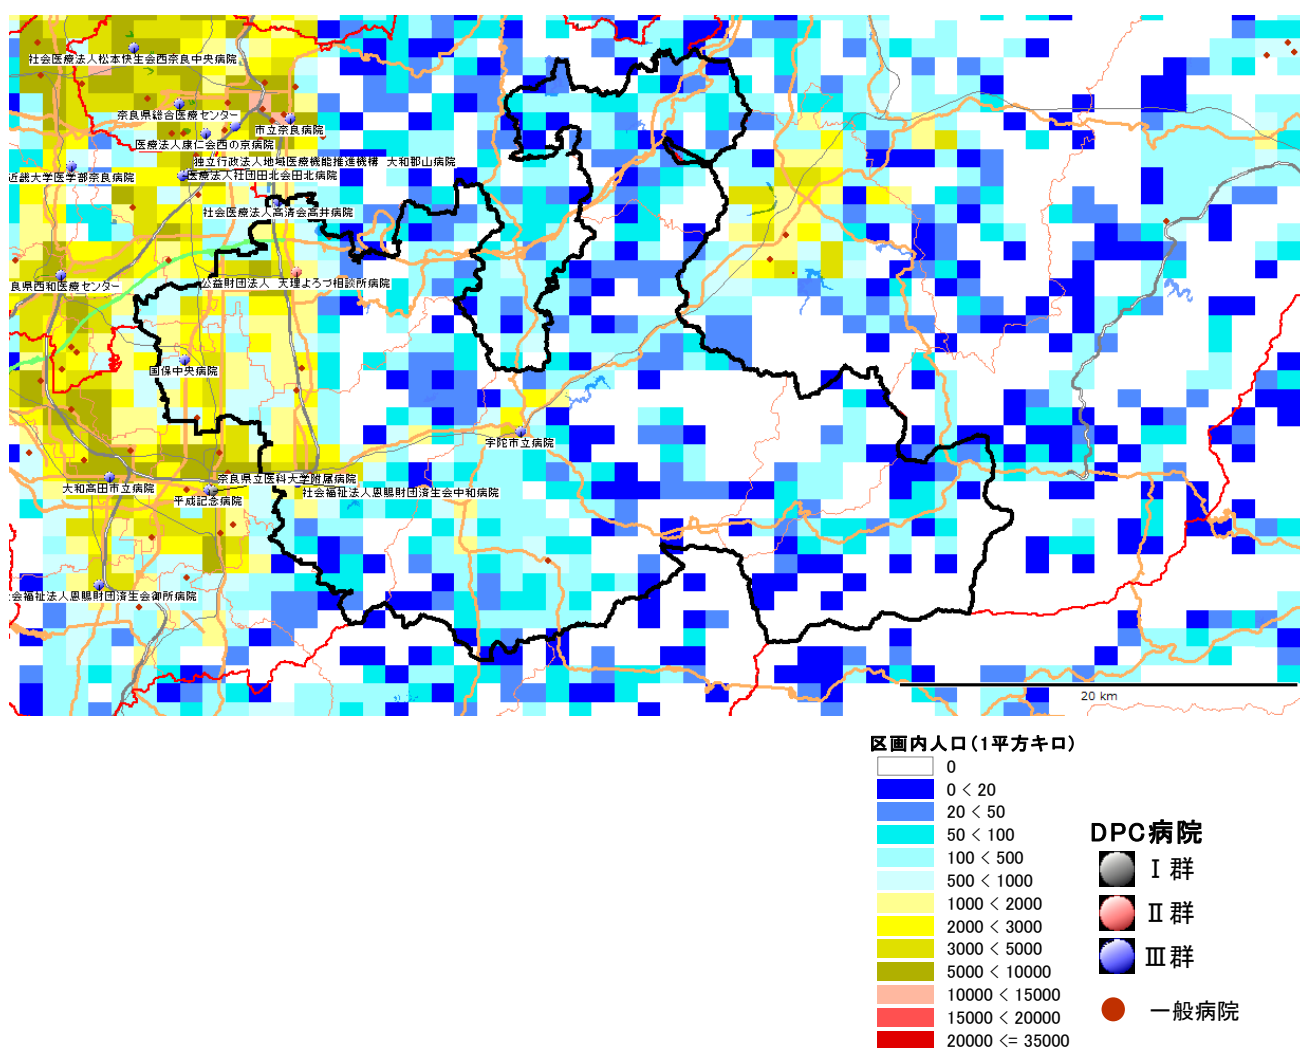 社会医療法人松本快生会西奈良中央病院
奈良県総合医療センター
市立奈良病院
医療法人康仁会西の京病院
独立行政法人地域医療機能推進機構　大和郡山病院
近畿大学医学部奈良病院
医療法人社団田北会田北病院
社会医療法人高清会高井病院
公益財団法人　天理よろづ相談所病院
良県西和医療センター
国保中央病院
宇陀市立病院
奈良県立医科大学附属病院
大和高田市立病院
社会福祉法人恩賜財団済生会中和病院
平成記念病院
会福祉法人恩賜財団済生会御所病院
20 km
区画内人口(1平方キロ)
0
0 < 20
20 < 50
50 < 100
100 < 500
500 < 1000
1000 < 2000
2000 < 3000
3000 < 5000
5000 < 10000
10000 < 15000
15000 < 20000
20000 <= 35000
DPC病院
Ⅰ群
Ⅱ群
Ⅲ群
一般病院